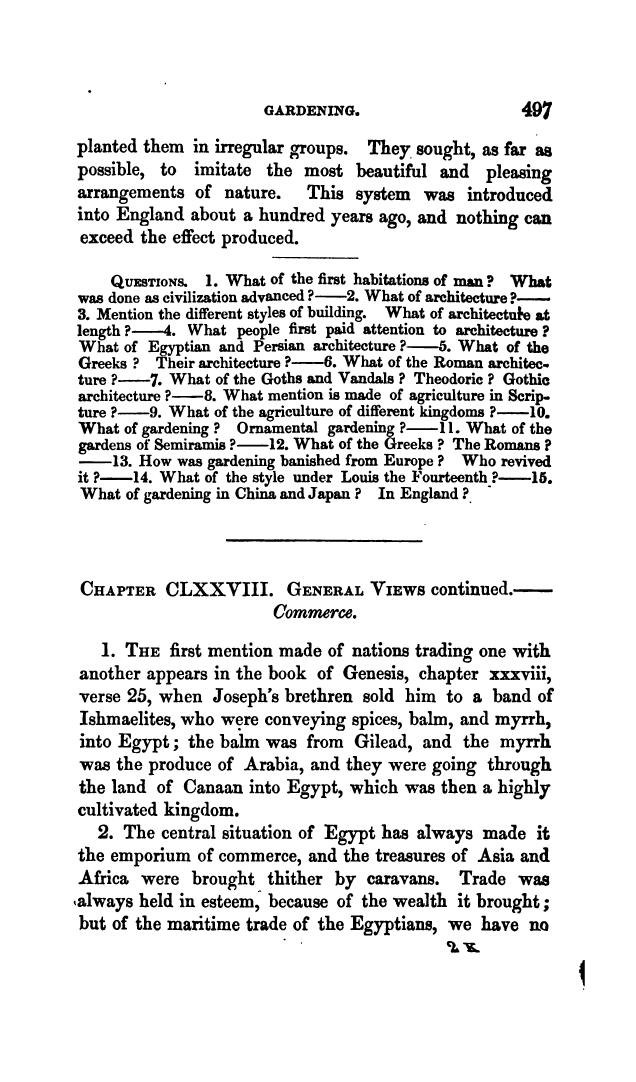 GARDENING. 497
planted them in irregular groups. They sought, as far as
possible, to imitate the most beautiful and pleasing
arrangements of nature. This system was introduced
into England about a hundred years ago, and nothing can
exceed the effect produced.
QUESTIONS. 1. What of the first habitations of man? What
was done as civilization advanced?——2. What of architecture?——
3. Mention the different styles of building. What of architecture at
length?——4. What people first paid attention to architecture?
What of Egyptian and Persian architecture?——5. What of the
Greeks? Their architecture?——6. What of the Roman architec-
ture?——7. What of the Goths and Vandals? Theodoric? Gothic
architecture?——8. What mention is made of agriculture in Scrip-
ture?——9. What of the agriculture of different kingdoms?——10.
What of gardening? Ornamental gardening?——11. What of the
gardens of Semiramis?——12. What of the Greeks? The Romans?
——13. How was gardening banished from Europe? Who revived
it?——14. What of the style under Louis the Fourteenth?——15.
What of gardening in China and Japan? In England?
CHAPTER CLXXVIII. GENERAL VIEWS continued.——
Commerce.
1. THE first mention made of nations trading one with
another appears in the book of Genesis, chapter xxxviii,
verse 25, when Joseph's brethren sold him to a band of
Ishmaelites, who were conveying spices, balm, and myrrh,
into Egypt; the balm was from Gilead, and the myrrh
was the produce of Arabia, and they were going through
the land of Canaan into Egypt, which was then a highly
cultivated kingdom.
2. The central situation of Egypt has always made it
the emporium of commerce, and the treasures of Asia and
Africa were brought thither by caravans. Trade was
always held in esteem, because of the wealth it brought;
but of the maritime trade of the Egyptians, we have no